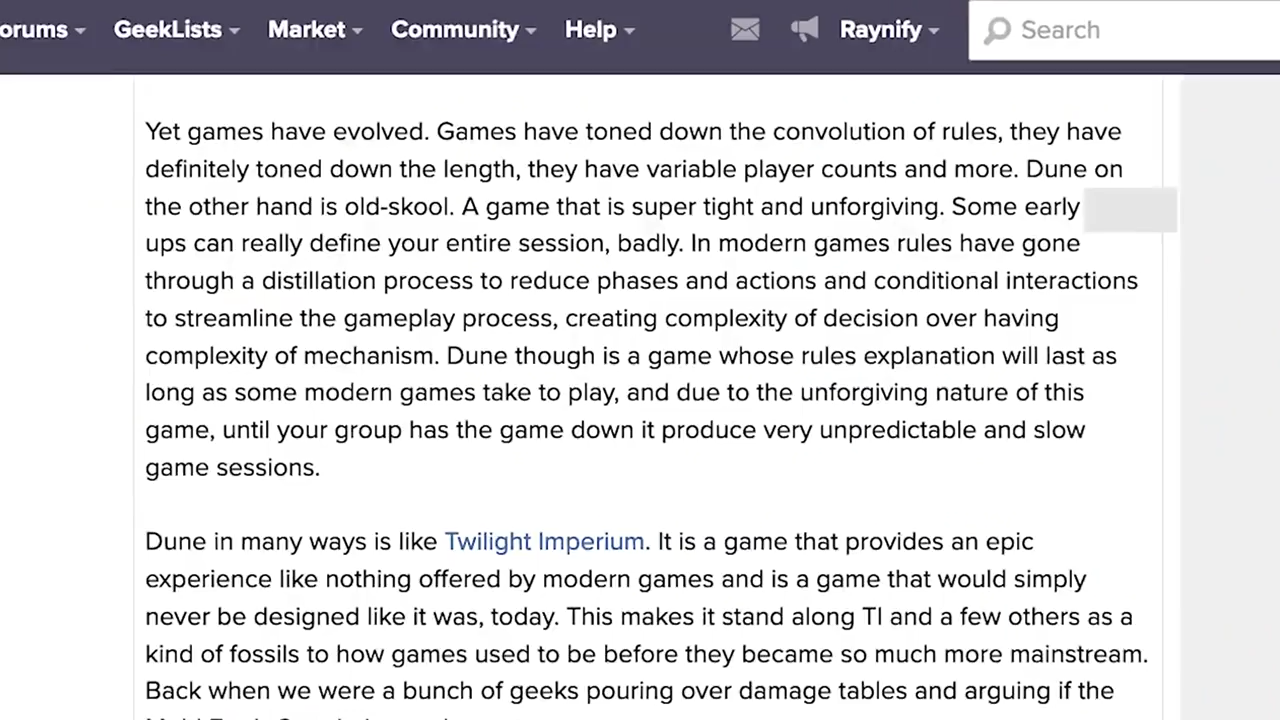 orums GeekLists Market Community Help Raynify Search
Yet games have evolved. Games have toned down the convolution of rules, they have
definitely toned down the length, they have variable player counts and more. Dune on
the other hand is old-skool. A game that is super tight and unforgiving. Some early
ups can really define your entire session, badly. In modern games rules have gone
through a distillation process to reduce phases and actions and conditional interactions
to streamline the gameplay process, creating complexity of decision over having
complexity of mechanism. Dune though is a game whose rules explanation will last as
long as some modern games take to play, and due to the unforgiving nature of this
game, until your group has the game down it produce very unpredictable and slow
game sessions.
Dune in many ways is like Twilight Imperium. It is a game that provides an epic
experience like nothing offered by modern games and is a game that would simply
never be designed like it was, today. This makes it stand along TI and a few others as a
kind of fossils to how games used to be before they became so much more mainstream.
Back when we were a bunch of geeks pouring over damage tables and arguing if the